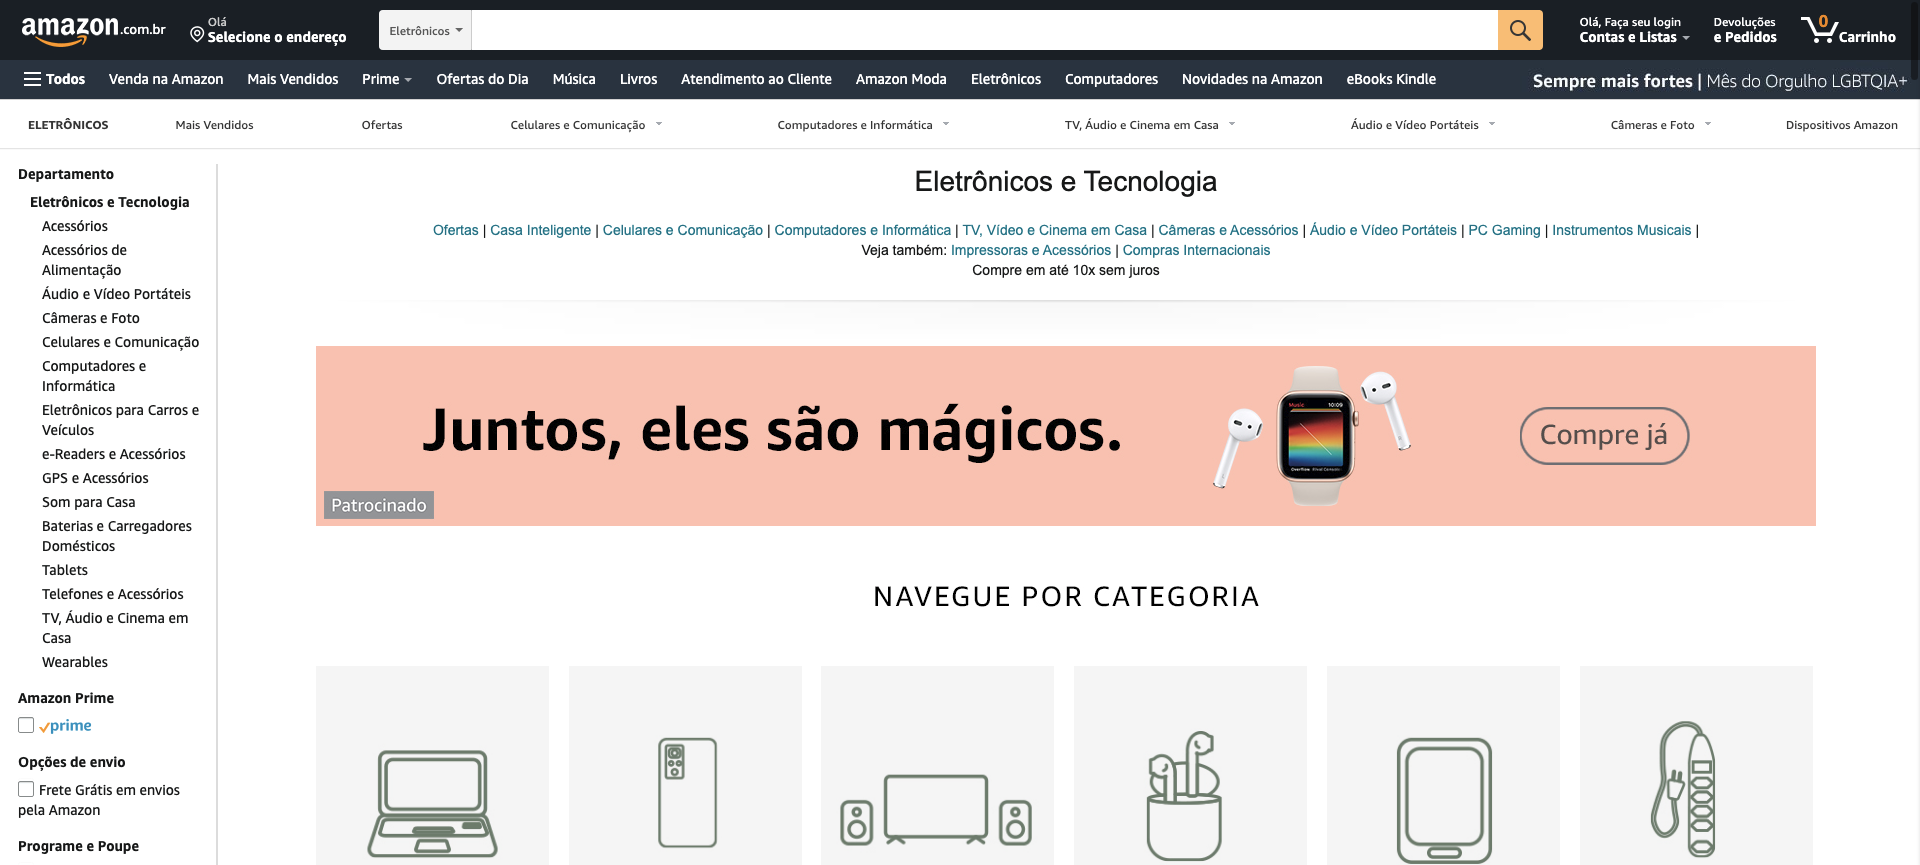 amazon.com.br
Olá
Selecione o endereço
Eletrônicos
Olá, Faça seu login
Contas e Listas
Devoluções
e Pedidos
0
Carrinho
Todos
Venda na Amazon
Mais Vendidos
Prime
Ofertas do Dia
Música
Livros
Atendimento ao Cliente
Amazon Moda
Eletrônicos
Computadores
Novidades na Amazon
eBooks Kindle
Sempre mais fortes | Mês do Orgulho LGBTQIA+
ELETRÔNICOS
Mais Vendidos
Ofertas
Celulares e Comunicação
Computadores e Informática
TV, Áudio e Cinema em Casa
Áudio e Vídeo Portáteis
Câmeras e Foto
Dispositivos Amazon
Departamento
Eletrônicos e Tecnologia
Acessórios
Acessórios de
Alimentação
Áudio e Vídeo Portáteis
Câmeras e Foto
Celulares e Comunicação
Computadores e
Informática
Eletrônicos para Carros e
Veículos
e-Readers e Acessórios
GPS e Acessórios
Som para Casa
Baterias e Carregadores
Domésticos
Tablets
Telefones e Acessórios
TV, Áudio e Cinema em
Casa
Wearables
Amazon Prime
prime
Opções de envio
Frete Grátis em envios
pela Amazon
Programe e Poupe
Eletrônicos e Tecnologia
Ofertas | Casa Inteligente | Celulares e Comunicação | Computadores e Informática | TV, Vídeo e Cinema em Casa | Câmeras e Acessórios | Áudio e Vídeo Portáteis | PC Gaming | Instrumentos Musicais |
Veja também: Impressoras e Acessórios | Compras Internacionais
Compre em até 10x sem juros
Juntos, eles são mágicos.
Music 10:09
Compre já
Patrocinado
NAVEGUE POR CATEGORIA